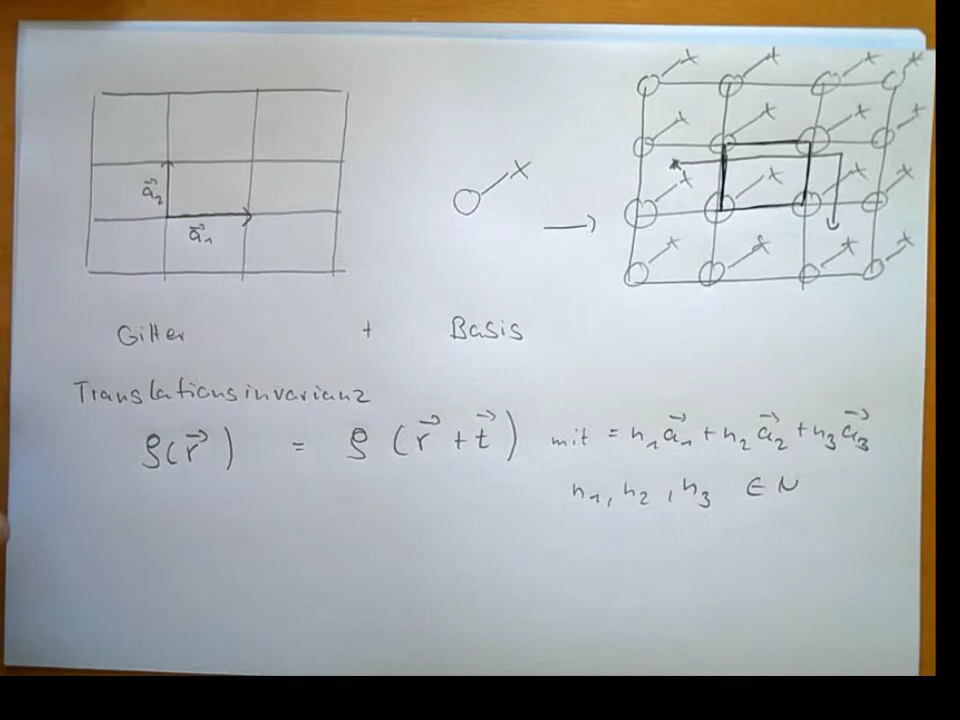 a⃗₂
a⃗₁
Gitter + Basis
Translationsinvarianz
ρ(r⃗) = ρ(r⃗ + t⃗) mit = n₁a⃗₁ + n₂a⃗₂ + n₃a⃗₃
n₁, n₂, n₃ ∈ N